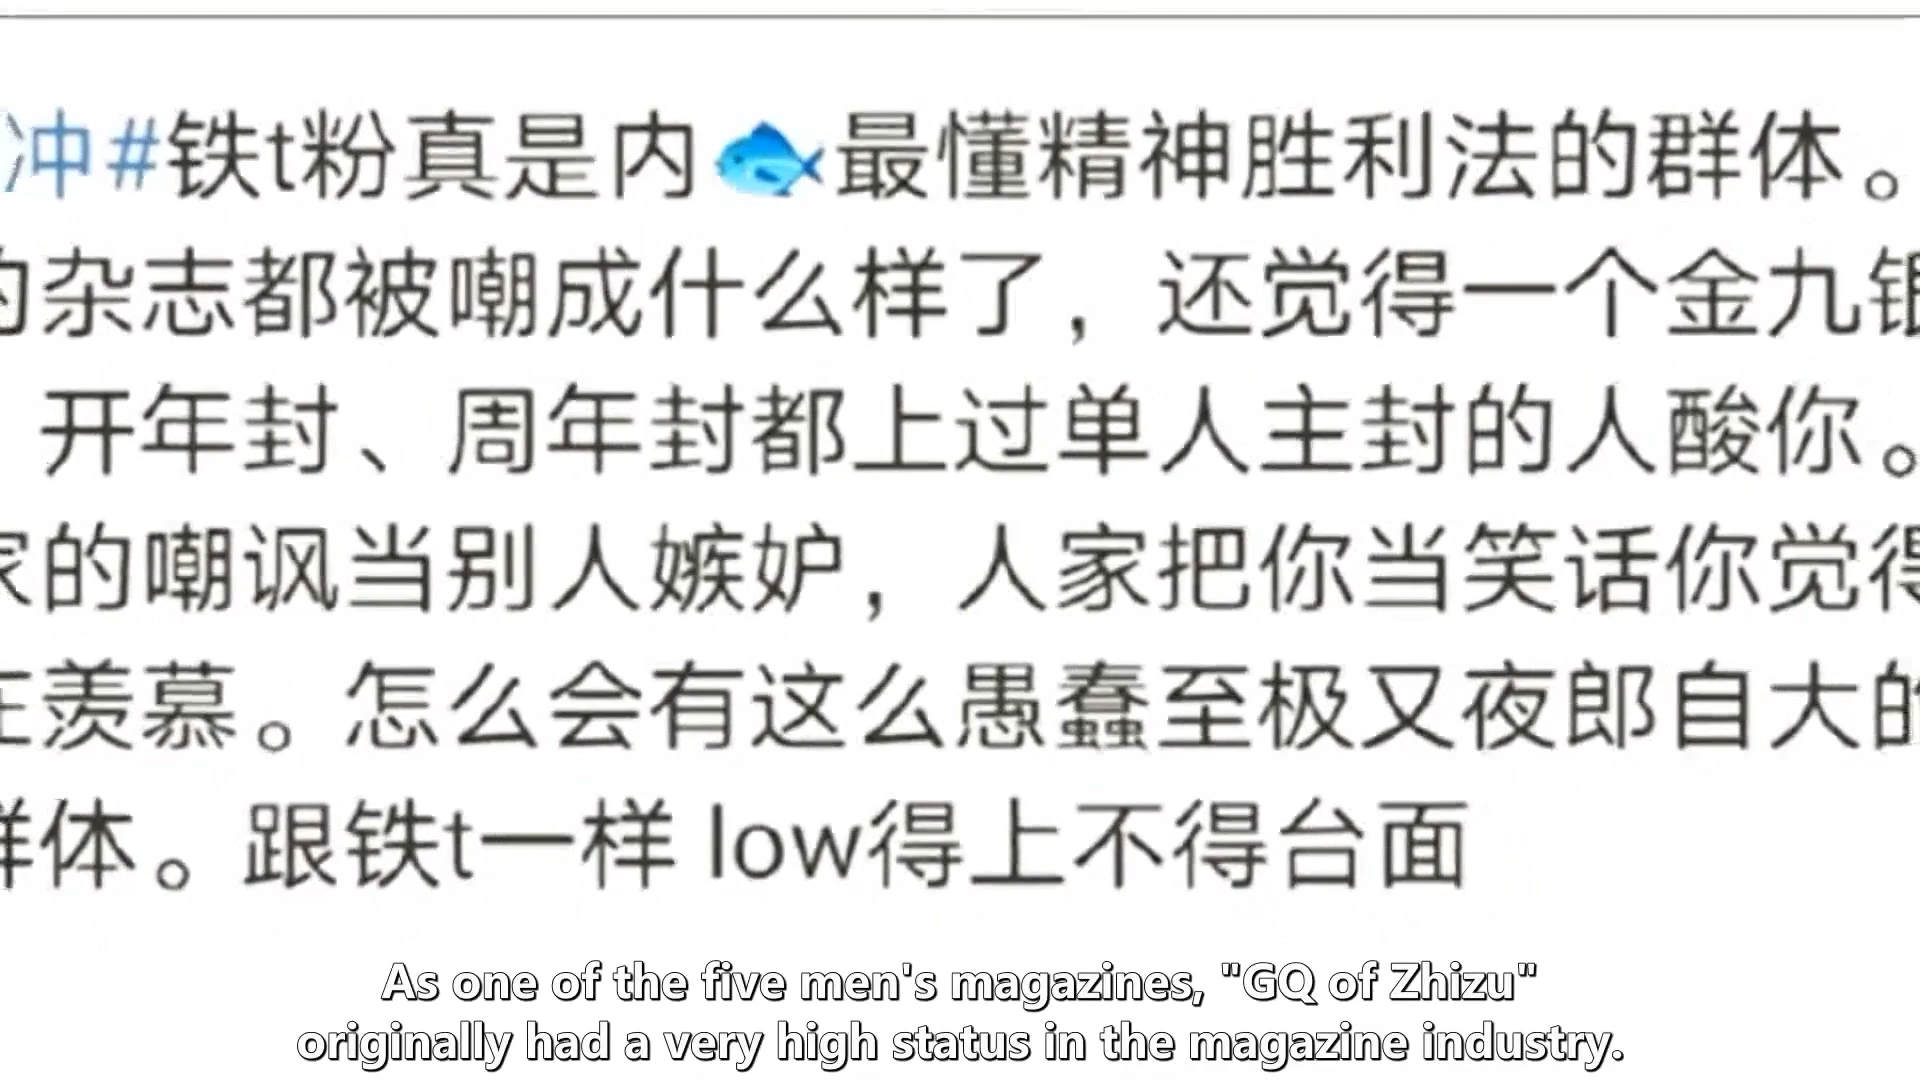 冲#铁t粉真是内🐟最懂精神胜利法的群体。
的杂志都被嘲成什么样了，还觉得一个金九银
开年封、周年封都上过单人主封的人酸你。
家的嘲讽当别人嫉妒，人家把你当笑话你觉得
在羡慕。怎么会有这么愚蠢至极又夜郎自大的
群体。跟铁t一样 low得上不得台面
As one of the five men's magazines, "GQ of Zhizu"
originally had a very high status in the magazine industry.